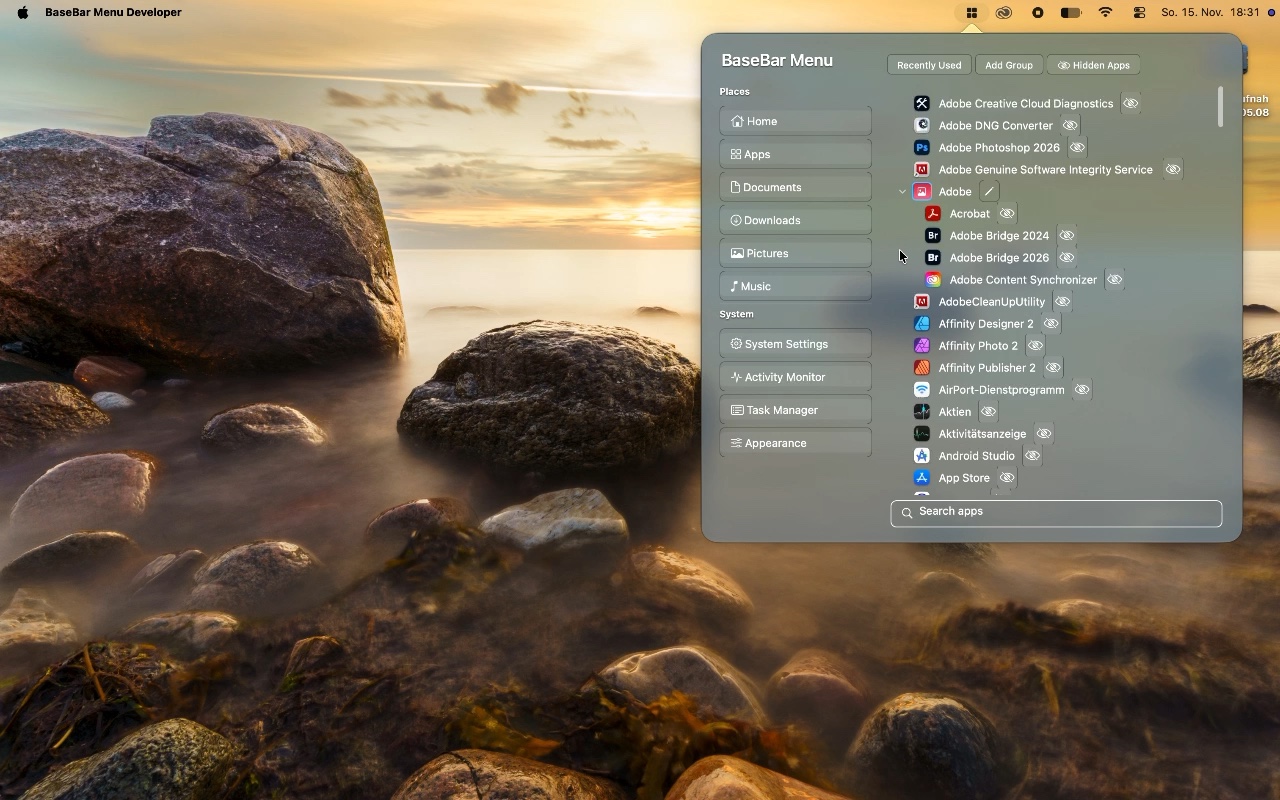 BaseBar Menu Developer
So. 15. Nov. 18:31
BaseBar Menu
Recently Used
Add Group
Hidden Apps
Places
Home
Apps
Documents
Downloads
Pictures
Music
System
System Settings
Activity Monitor
Task Manager
Appearance
Adobe Creative Cloud Diagnostics
Adobe DNG Converter
Ps Adobe Photoshop 2026
Adobe Genuine Software Integrity Service
Adobe
Acrobat
Br Adobe Bridge 2024
Br Adobe Bridge 2026
Adobe Content Synchronizer
AdobeCleanUpUtility
Affinity Designer 2
Affinity Photo 2
Affinity Publisher 2
AirPort-Dienstprogramm
Aktien
Aktivitätsanzeige
Android Studio
App Store
Search apps